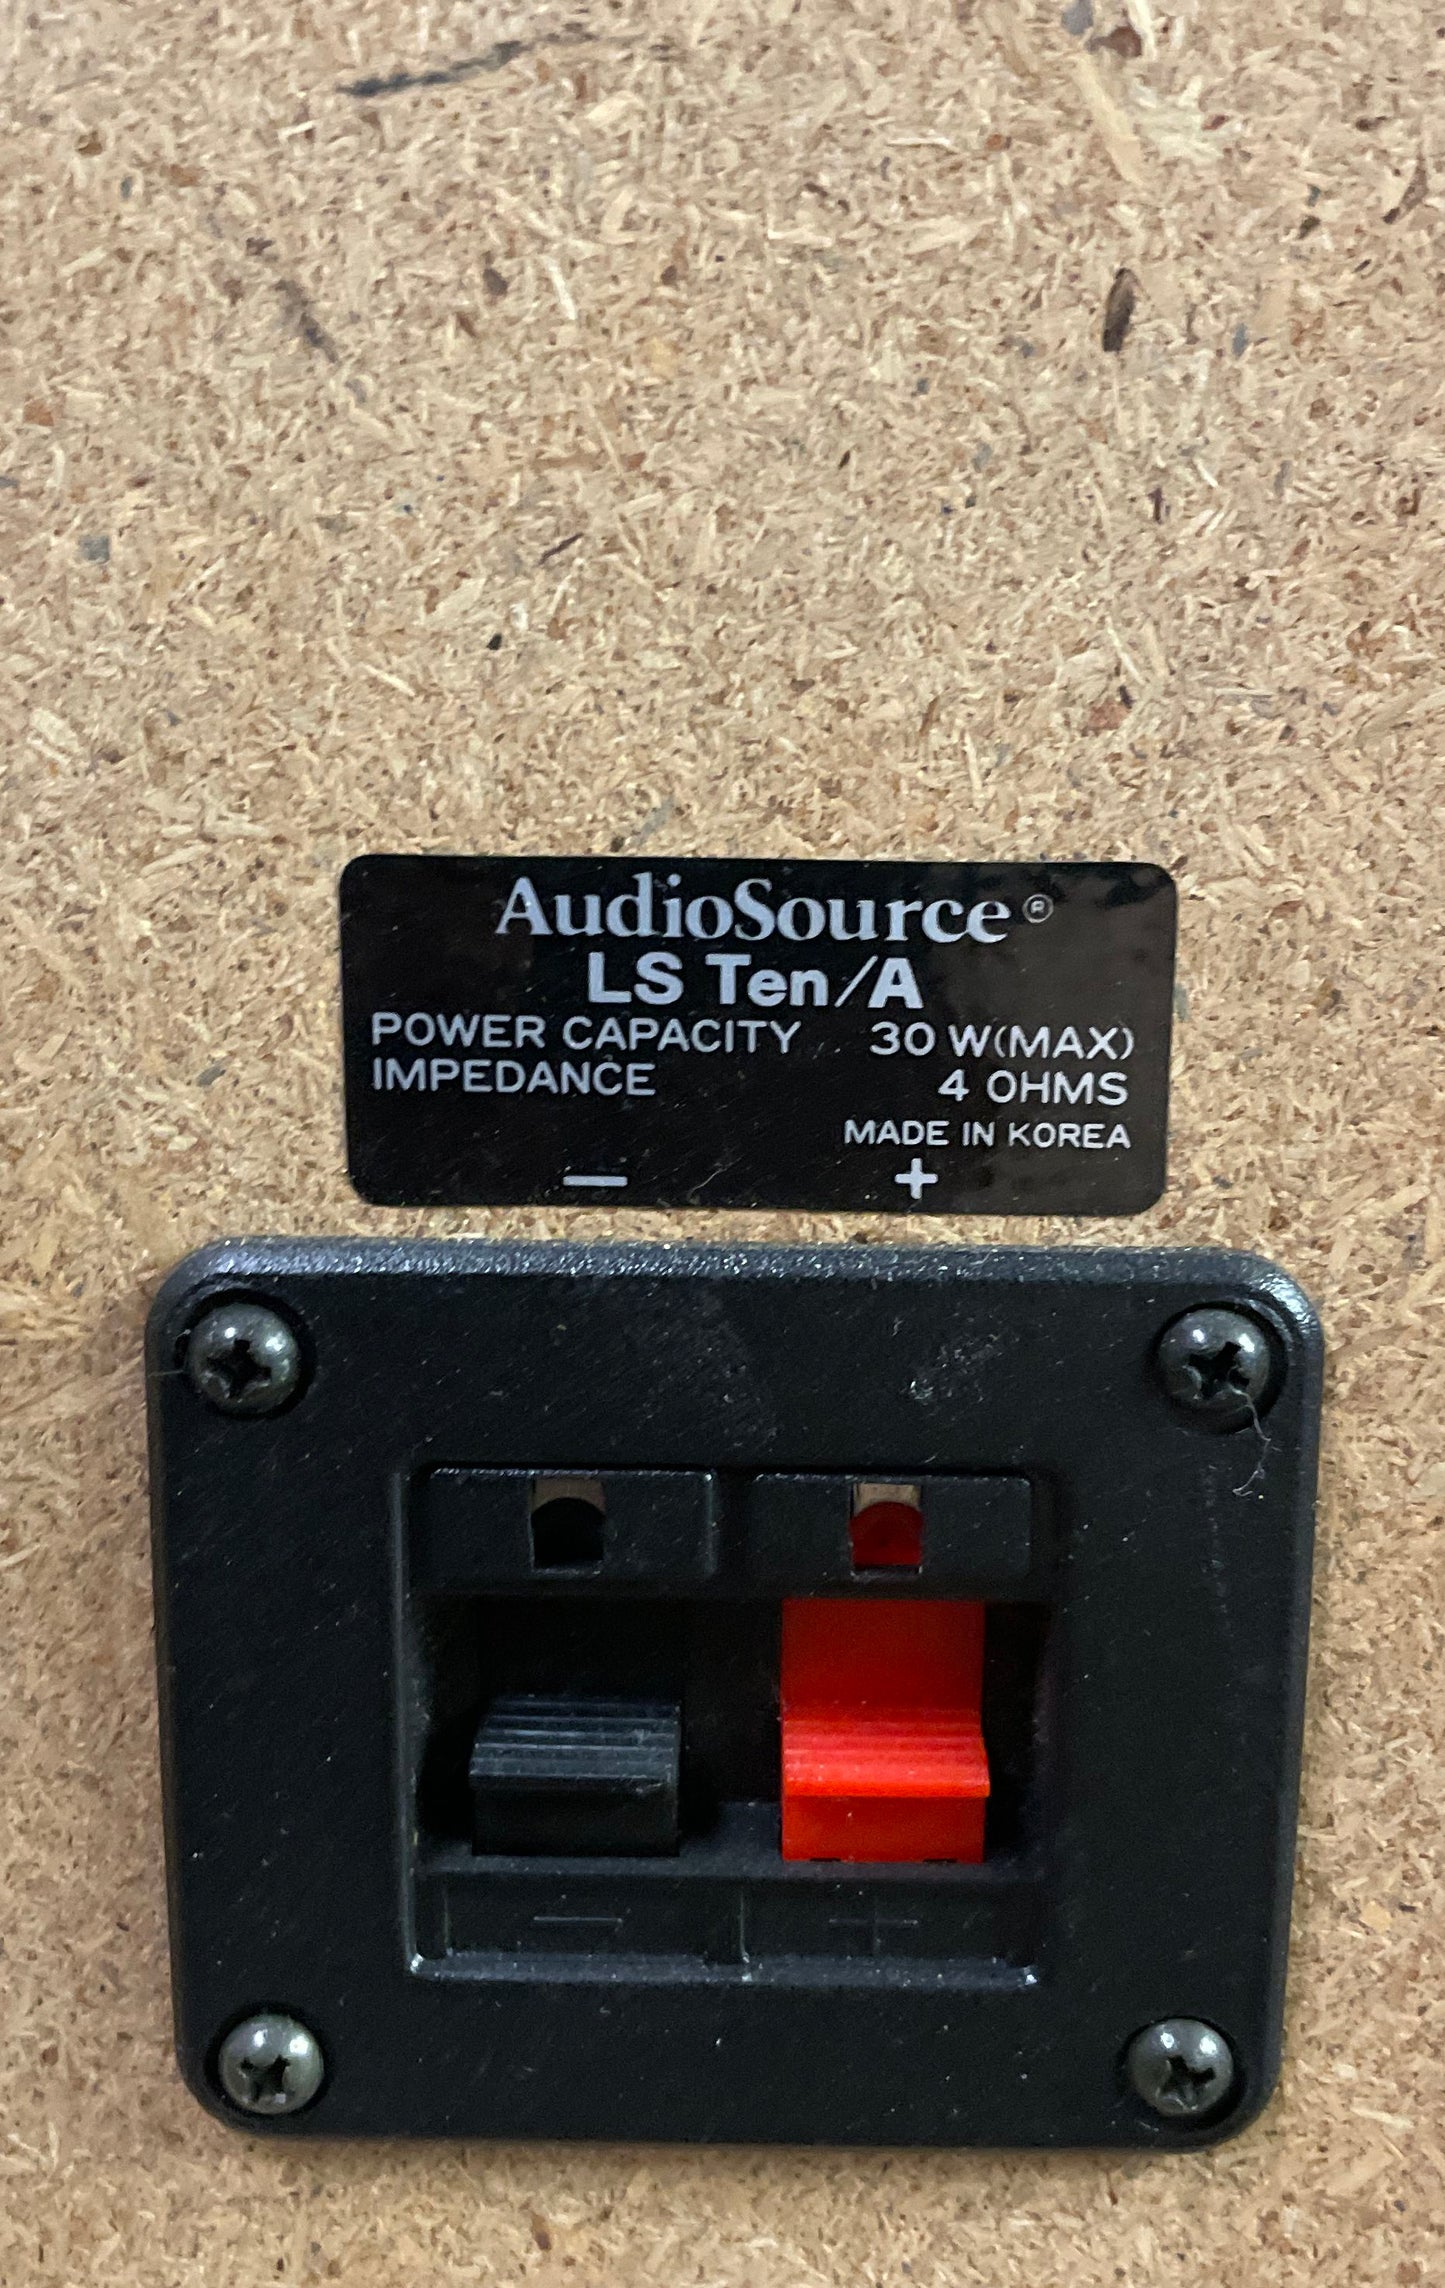 AudioSource®
LS Ten/A
POWER CAPACITY 30 W(MAX)
IMPEDANCE 4 OHMS
MADE IN KOREA
— +
— +